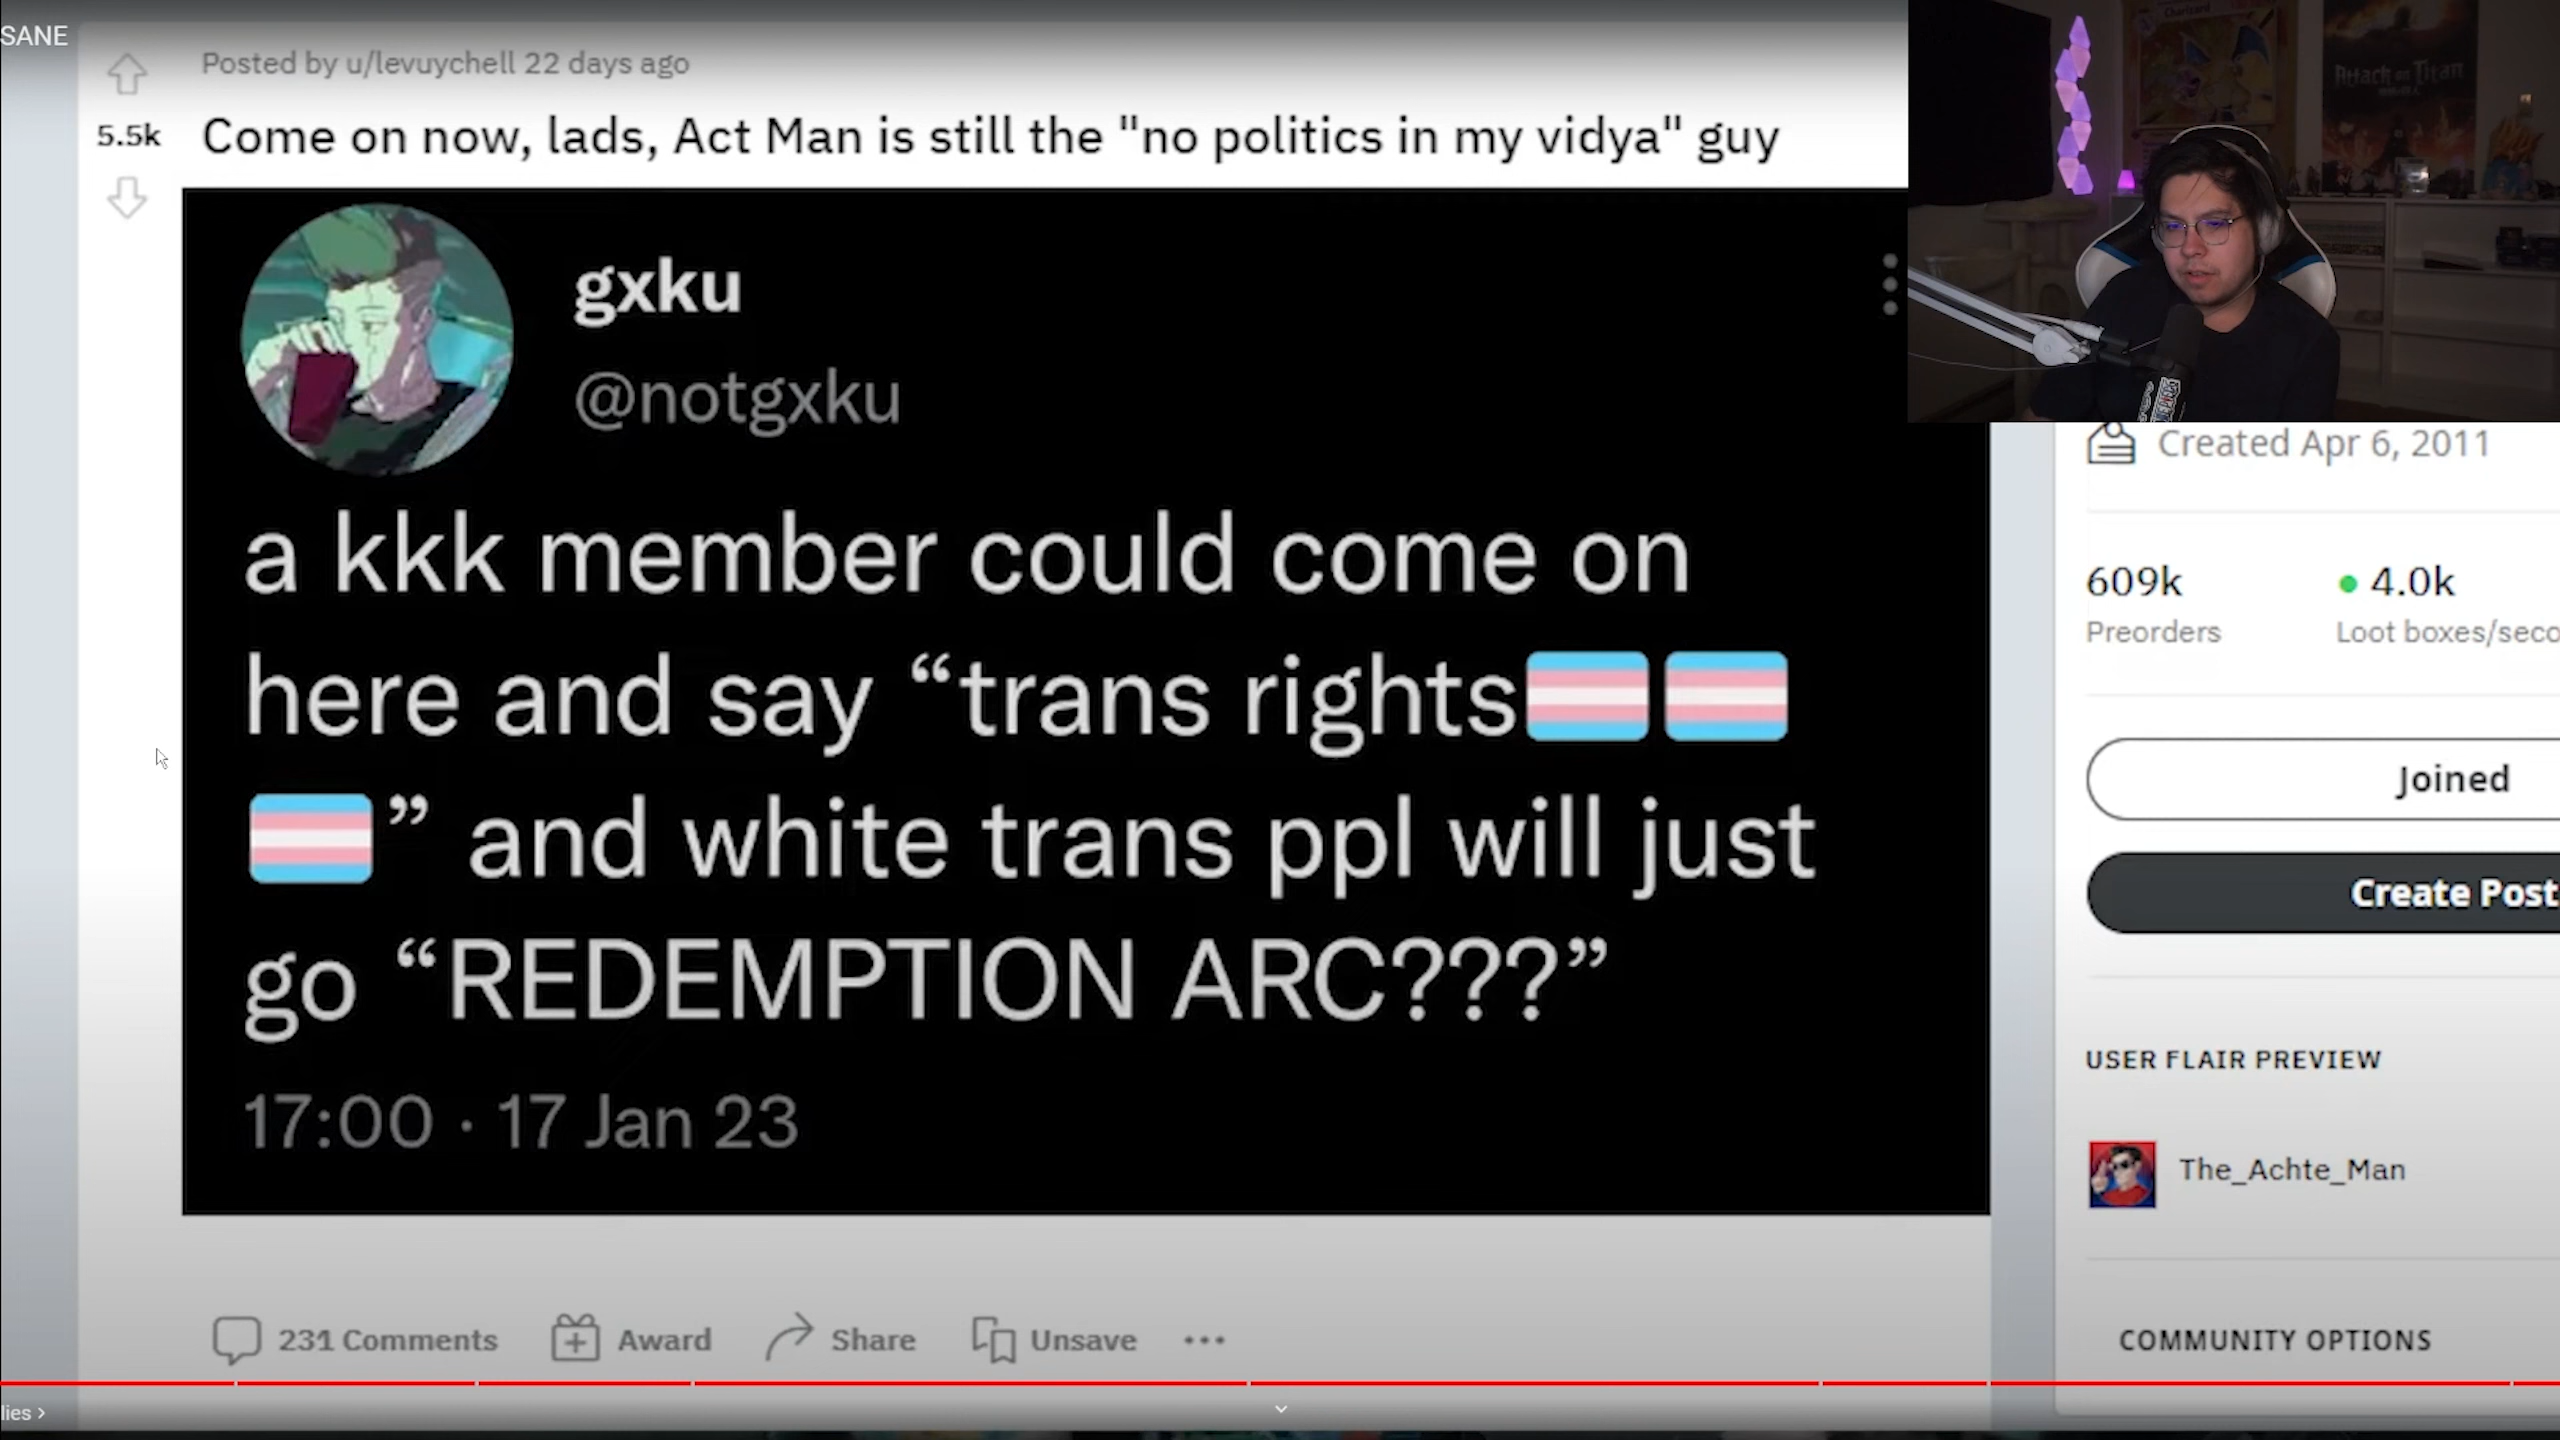 SANE
Posted by u/levuychell 22 days ago
5.5k
Come on now, lads, Act Man is still the "no politics in my vidya" guy
gxku
@notgxku
a kkk member could come on
here and say “trans rights🏳️‍⚧️🏳️‍⚧️
🏳️‍⚧️” and white trans ppl will just
go “REDEMPTION ARC???”
17:00 · 17 Jan 23
231 Comments
Award
Share
Unsave
Charizard
Attack on Titan
Created Apr 6, 2011
609k
4.0k
Preorders
Loot boxes/seco
Joined
Create Post
USER FLAIR PREVIEW
The_Achte_Man
COMMUNITY OPTIONS
lies